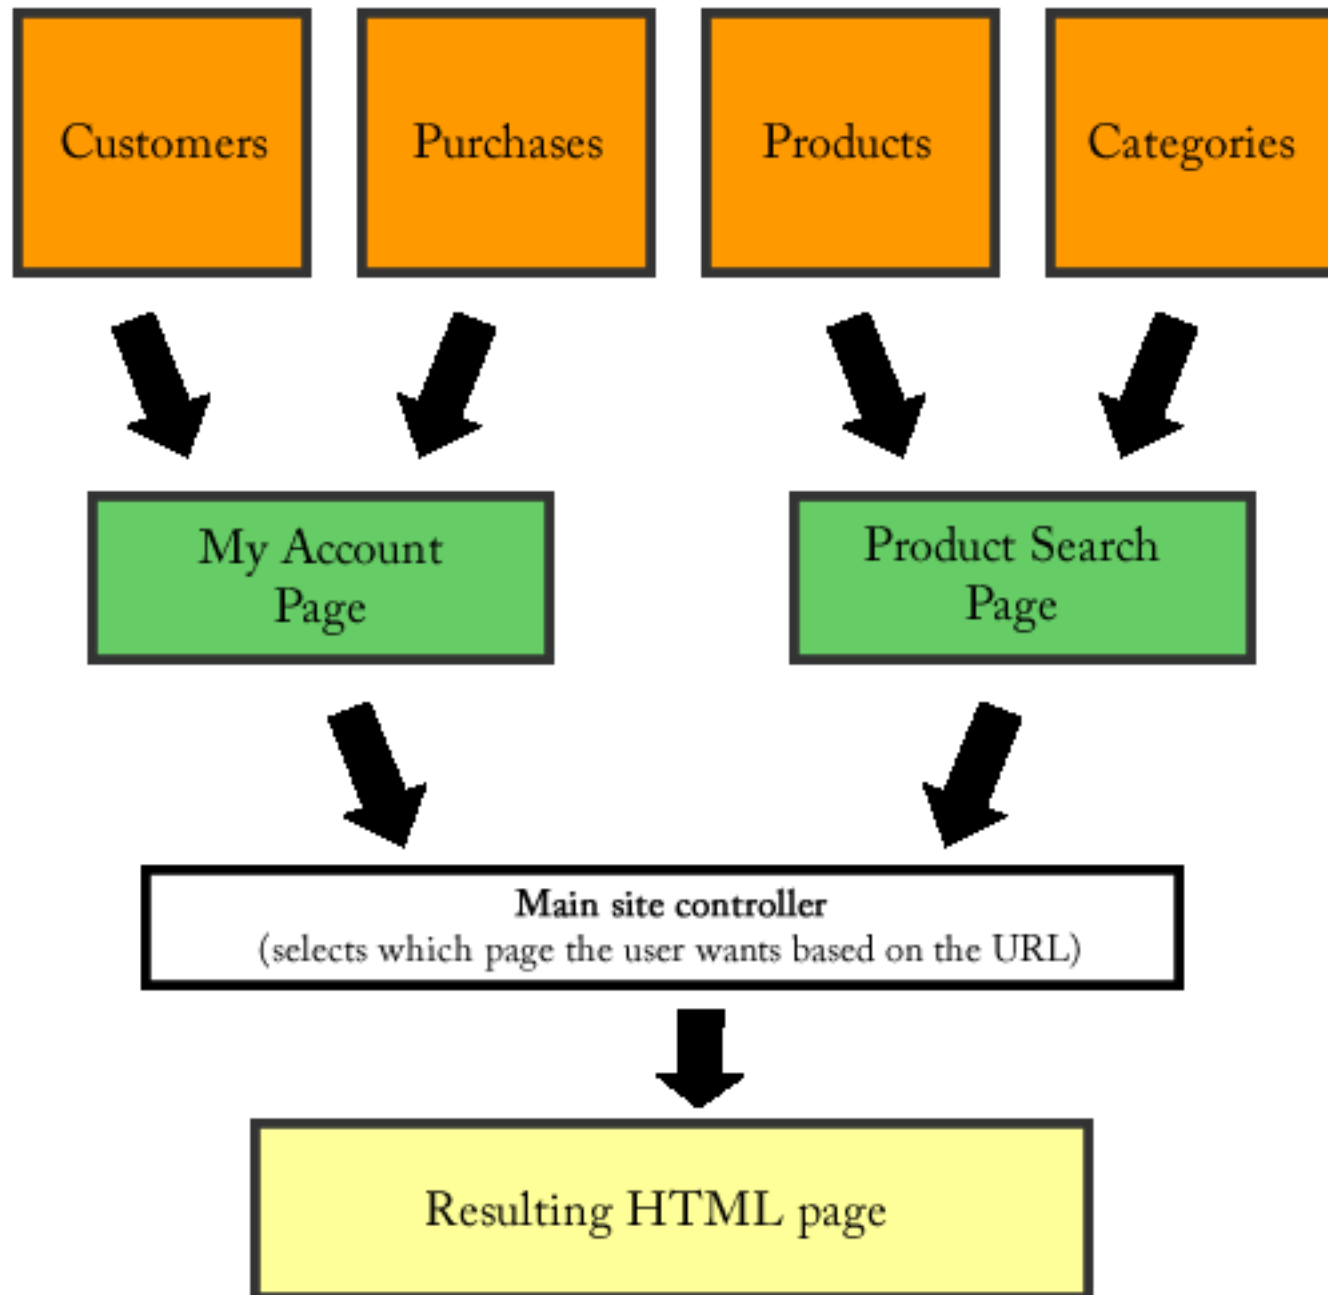 Customers
Purchases
Products
Categories
My Account
Page
Product Search
Page
Main site controller
(selects which page the user wants based on the URL)
Resulting HTML page